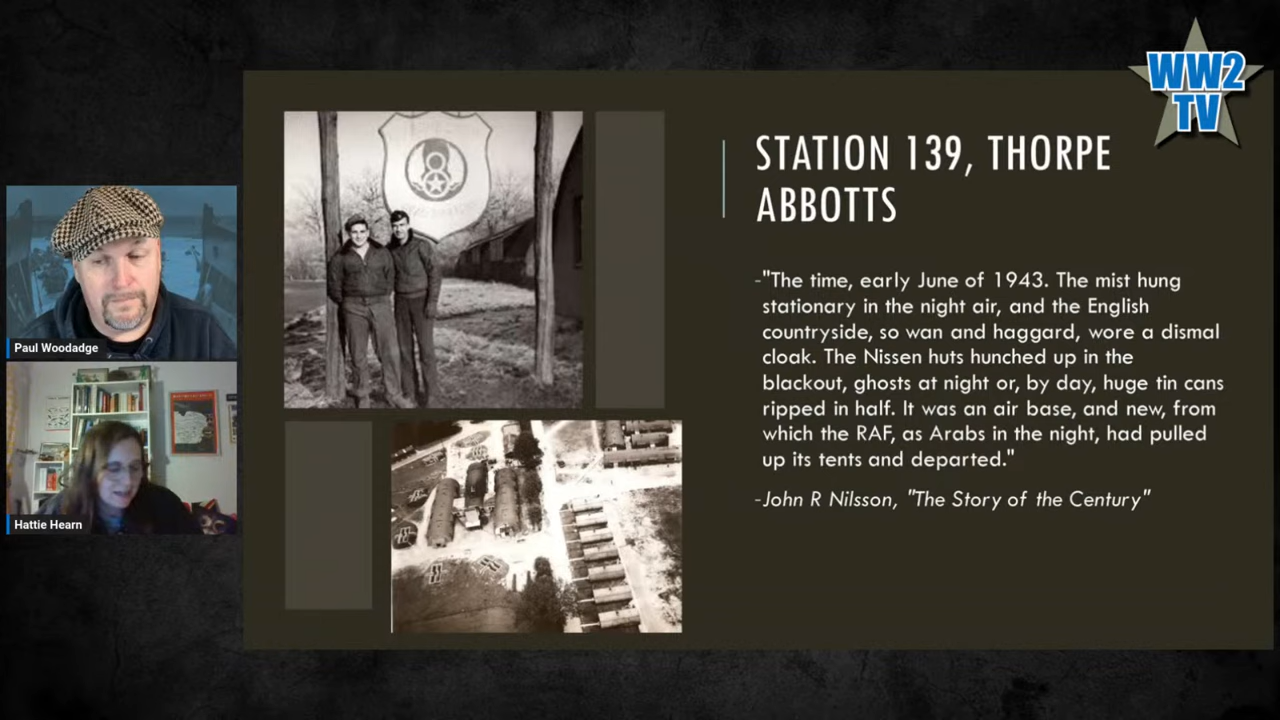 WW2
TV
STATION 139, THORPE
ABBOTTS
-"The time, early June of 1943. The mist hung
stationary in the night air, and the English
countryside, so wan and haggard, wore a dismal
cloak. The Nissen huts hunched up in the
blackout, ghosts at night or, by day, huge tin cans
ripped in half. It was an air base, and new, from
which the RAF, as Arabs in the night, had pulled
up its tents and departed."
-John R Nilsson, "The Story of the Century"
Paul Woodadge
Hattie Hearn